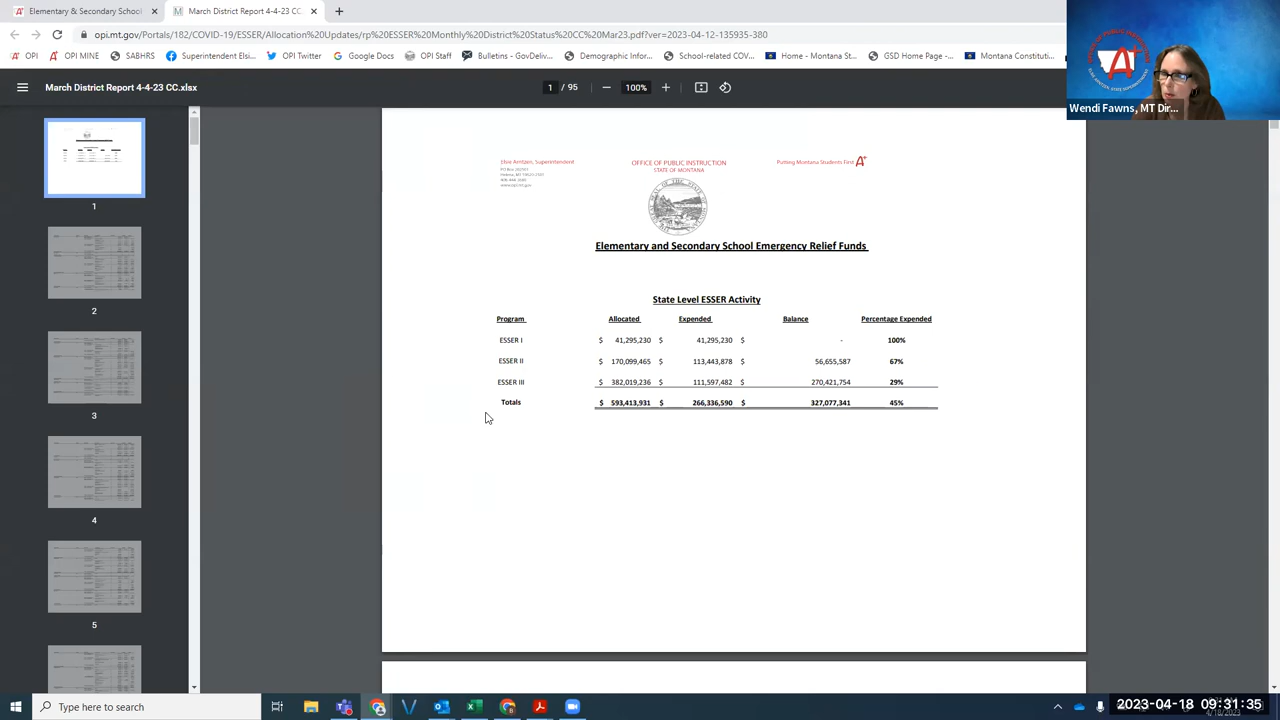 Elementary & Secondary School E
March Report 4-4-23 CC.xlsx
opi.mt.gov/Portals/182/COVID-19/ESSER/Allocation%20Updates/rpt%20ESSER%20Monthly%20District%20Status%20CC%20Mar23.pdf?ver=2023-04-12-135935-380
OPI
OPI MINE
SABHRS
Superintendent Elsi...
OPI Twitter
Google Docs
Bulletins - GovDeliv...
Demographic Infor...
School-related COV...
Home - Montana C...
GSD Home Page -...
Montana Constituti...
March District Report 4-4-23 CC.xlsx
1 / 95
100%
Wendi Fawns, MT Dir...
Elsie Arntzen, Superintendent
OFFICE OF PUBLIC INSTRUCTION
STATE OF MONTANA
Putting Montana Students First A+
Elementary and Secondary School Emergency Relief Funds
State Level ESSER Activity
Program Allocated Expended Balance Percentage Expended
ESSER I $ 41,295,230 $ 41,295,230 $ - 100%
ESSER II $ 170,099,465 $ 113,443,878 $ 56,655,587 67%
ESSER III $ 382,019,236 $ 111,597,482 $ 270,421,754 29%
Totals $ 593,413,931 $ 266,336,590 $ 327,077,341 45%
1
2
3
4
5
Type here to search
2023-04-18 09:31:35